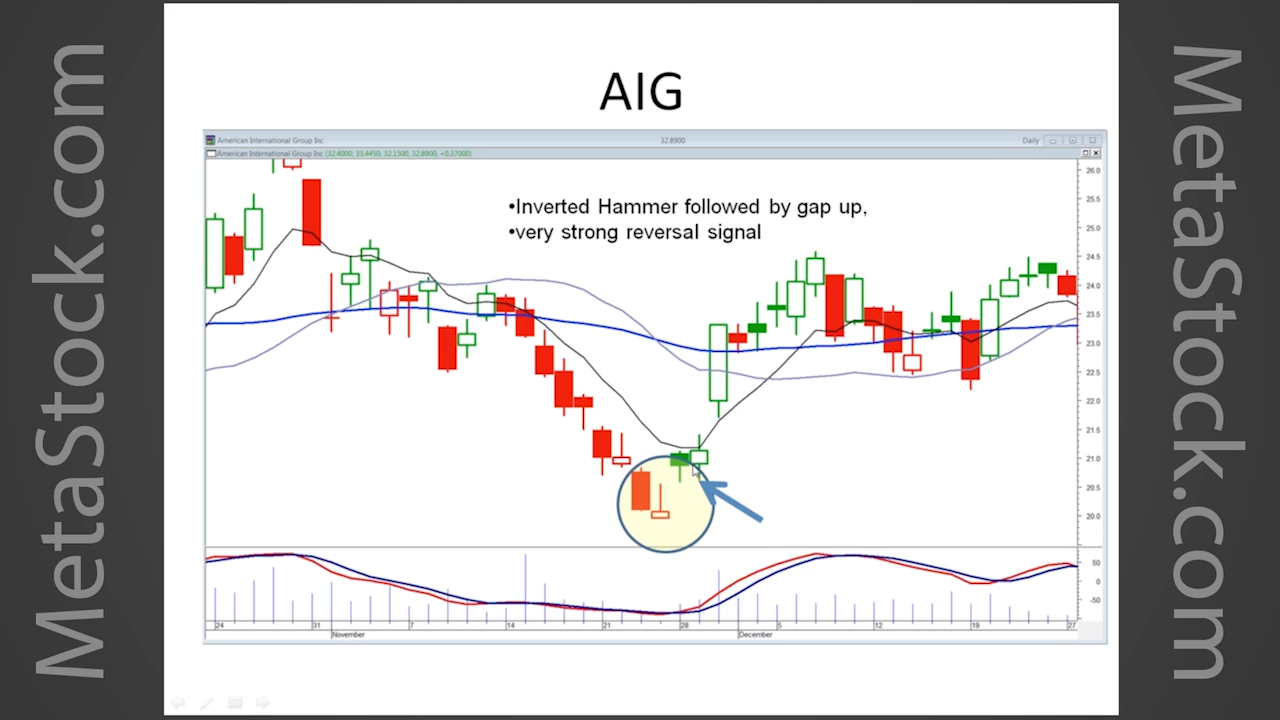 MetaStock.com
AIG
American International Group Inc 32.8900 Daily
American International Group Inc (32.4000, 33.4450, 32.1500, 32.8900, +0.37000)
•Inverted Hammer followed by gap up,
•very strong reversal signal
26.0
25.5
25.0
24.5
24.0
23.5
23.0
22.5
22.0
21.5
21.0
20.5
20.0
50
0
-50
24 31 7 14 21 28 5 12 19 27
November December
MetaStock.com